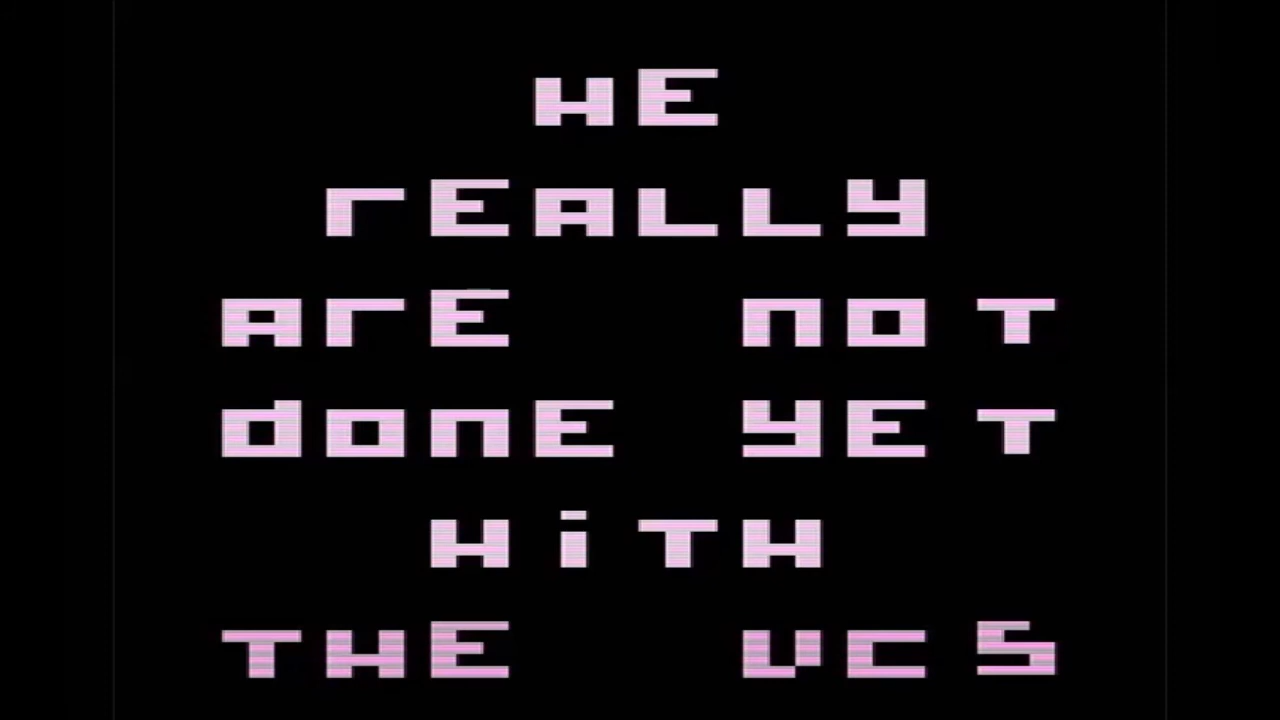 WE
rEALLY
ArE nOT
donE YET
WiTH
THE VCS